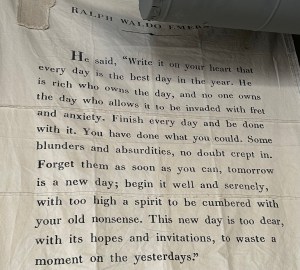 RALPH WALDO EMER
He said, "Write it on your heart that
every day is the best day in the year. He
is rich who owns the day, and no one owns
the day who allows it to be invaded with fret
and anxiety. Finish every day and be done
with it. You have done what you could. Some
blunders and absurdities, no doubt crept in.
Forget them as soon as you can, tomorrow
is a new day; begin it well and serenely,
with too high a spirit to be cumbered with
your old nonsense. This new day is too dear,
with its hopes and invitations, to waste a
moment on the yesterdays."